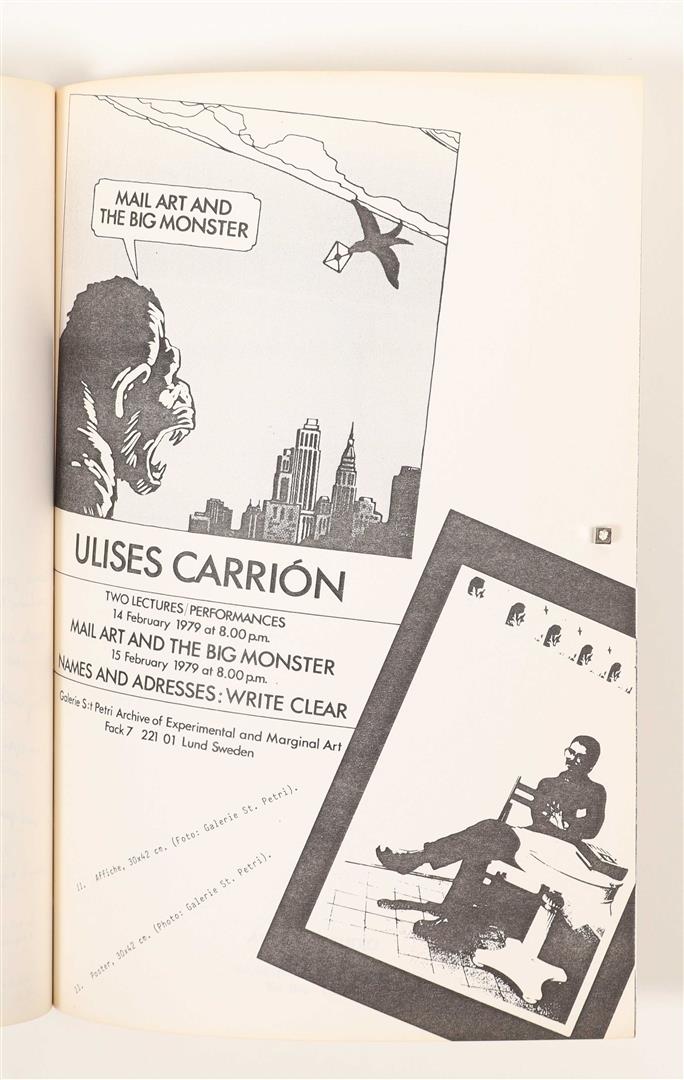 MAIL ART AND
THE BIG MONSTER
ULISES CARRIÓN
TWO LECTURES/PERFORMANCES
14 February 1979 at 8.00 p.m.
MAIL ART AND THE BIG MONSTER
15 February 1979 at 8.00 p.m.
NAMES AND ADRESSES: WRITE CLEAR
Galerie S:t Petri Archive of Experimental and Marginal Art
Fack 7 221 01 Lund Sweden
11. Affiche, 30x42 cm. (Foto: Galerie St. Petri).
11. Poster, 30x42 cm. (Photo: Galerie St. Petri).